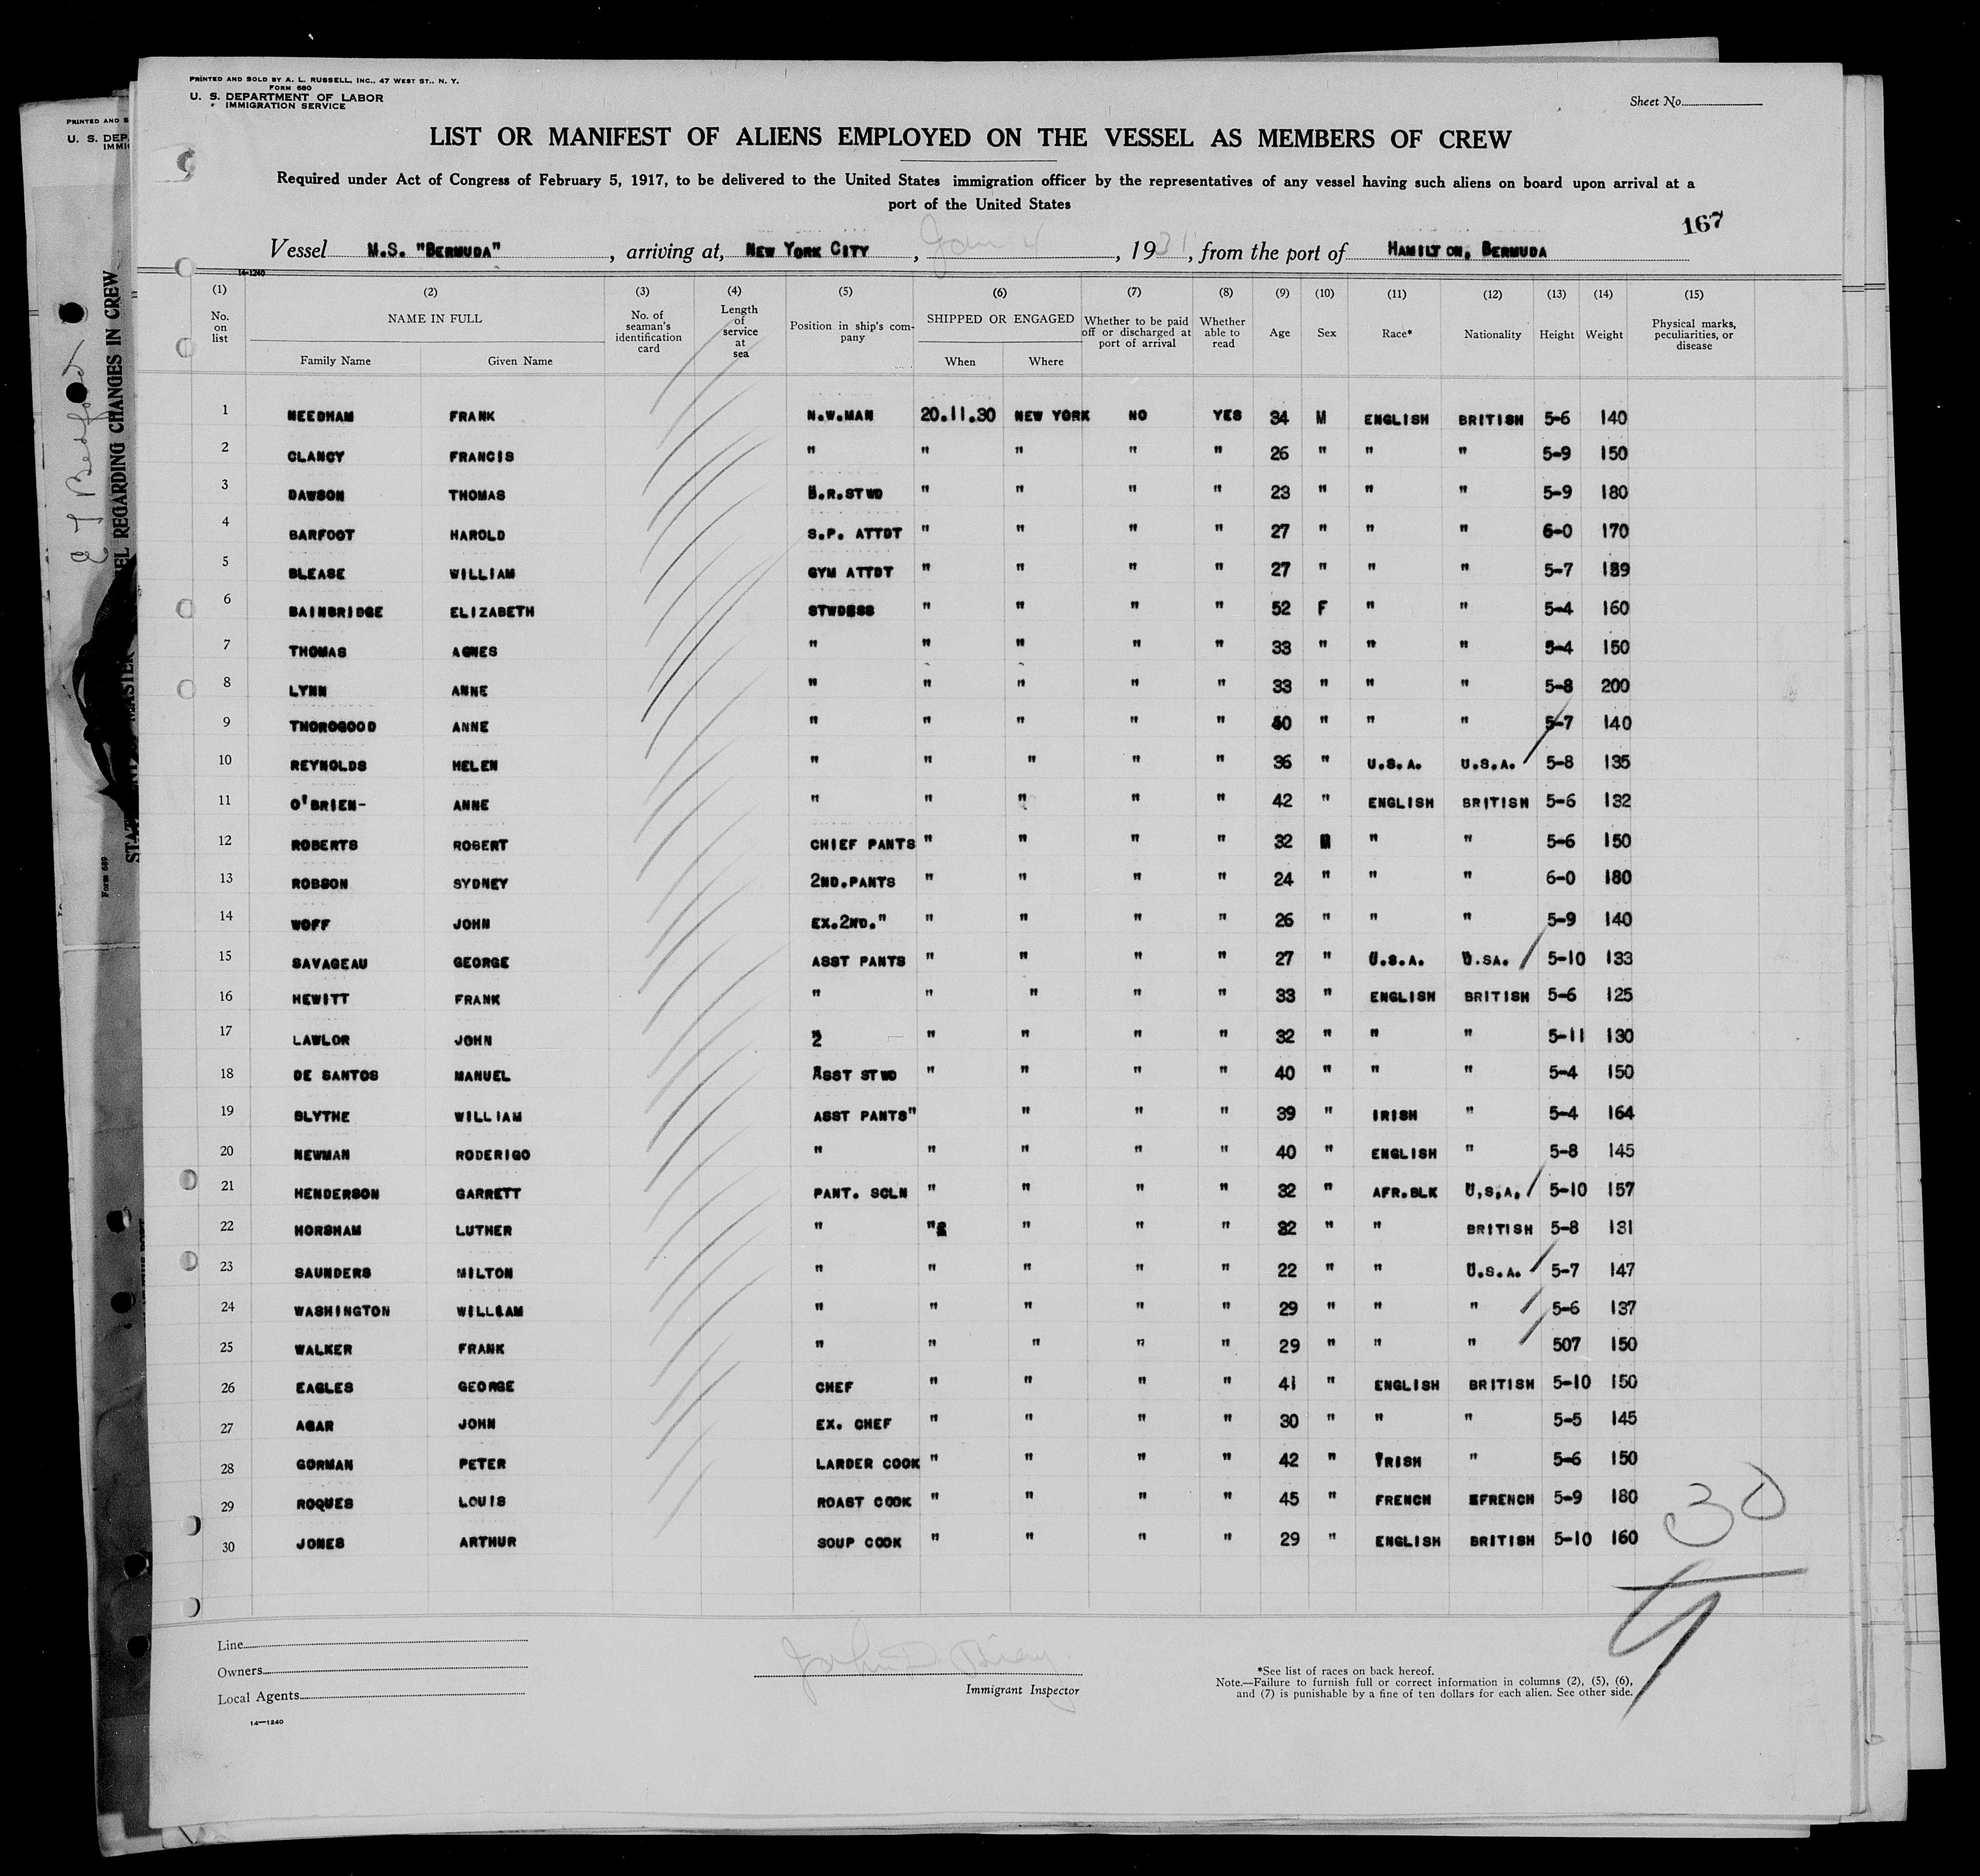 PRINTED AND SOLD BY A. L. RUSSELL, INC., 47 WEST ST., N. Y.
FORM 680
U. S. DEPARTMENT OF LABOR
IMMIGRATION SERVICE
Sheet No.
LIST OR MANIFEST OF ALIENS EMPLOYED ON THE VESSEL AS MEMBERS OF CREW
Required under Act of Congress of February 5, 1917, to be delivered to the United States immigration officer by the representatives of any vessel having such aliens on board upon arrival at a
port of the United States
167
Vessel M.S. "BERMUDA", arriving at, NEW YORK CITY, Jan 4, 1931, from the port of HAMILTON, BERMUDA
14-1240
(1) (2) (3) (4) (5) (6) (7) (8) (9) (10) (11) (12) (13) (14) (15)
No. on list NAME IN FULL No. of seaman's identification card Length of service at sea Position in ship's company SHIPPED OR ENGAGED Whether to be paid off or discharged at port of arrival Whether able to read Age Sex Race* Nationality Height Weight Physical marks, peculiarities, or disease
Family Name Given Name When Where
1 NEEDHAM FRANK N.W.MAN 20.11.30 NEW YORK NO YES 34 M ENGLISH BRITISH 5-6 140
2 CLANCY FRANCIS " " " " " 26 " " " 5-9 150
3 DAWSON THOMAS B.R.STWD " " " " 23 " " " 5-9 180
4 BARFOOT HAROLD S.P. ATTDT " " " " 27 " " " 6-0 170
5 BLEASE WILLIAM GYM ATTDT " " " " 27 " " " 5-7 189
6 BAINBRIDGE ELIZABETH STWDESS " " " " 52 F " " 5-4 160
7 THOMAS AGNES " " " " " 33 " " " 5-4 150
8 LYNN ANNE " " " " " 33 " " " 5-8 200
9 THOROGOOD ANNE " " " " " 40 " " " 5-7 140
10 REYNOLDS HELEN " " " " " 36 " U.S.A. U.S.A. 5-8 135
11 O'BRIEN- ANNE " " " " " 42 " ENGLISH BRITISH 5-6 132
12 ROBERTS ROBERT CHIEF PANTS " " " " 32 M " " 5-6 150
13 ROBSON SYDNEY 2ND.PANTS " " " " 24 " " " 6-0 180
14 WOFF JOHN EX.2ND." " " " " 26 " " " 5-9 140
15 SAVAGEAU GEORGE ASST PANTS " " " " 27 " U.S.A. U.SA. 5-10 133
16 HEWITT FRANK " " " " " 33 " ENGLISH BRITISH 5-6 125
17 LAWLOR JOHN " " " " " 32 " " " 5-11 130
18 DE SANTOS MANUEL ASST STWD " " " " 40 " " " 5-4 150
19 BLYTHE WILLIAM ASST PANTS" " " " 39 " IRISH " 5-4 164
20 NEWMAN RODERIGO " " " " " 40 " ENGLISH " 5-8 145
21 HENDERSON GARRETT PANT. SCLN " " " " 32 " AFR.BLK U.S.A. 5-10 157
22 HORSHAM LUTHER " " " " " 22 " " BRITISH 5-8 131
23 SAUNDERS MILTON " " " " " 22 " " U.S.A. 5-7 147
24 WASHINGTON WILLIAM " " " " " 29 " " " 5-6 137
25 WALKER FRANK " " " " " 29 " " " 507 150
26 EAGLES GEORGE CHEF " " " " 41 " ENGLISH BRITISH 5-10 150
27 AGAR JOHN EX. CHEF " " " " 30 " " " 5-5 145
28 GORMAN PETER LARDER COOK " " " " 42 " IRISH " 5-6 150
29 ROQUES LOUIS ROAST COOK " " " " 45 " FRENCH FRENCH 5-9 180
30 JONES ARTHUR SOUP COOK " " " " 29 " ENGLISH BRITISH 5-10 160
30
9
Line
Owners
Local Agents
14-1240
Immigrant Inspector
*See list of races on back hereof.
Note.—Failure to furnish full or correct information in columns (2), (5), (6),
and (7) is punishable by a fine of ten dollars for each alien. See other side.
PRINTED AND S
U. S. DEP
IMMI
EL REGARDING CHANGES IN CREW
MASTER
Form 689